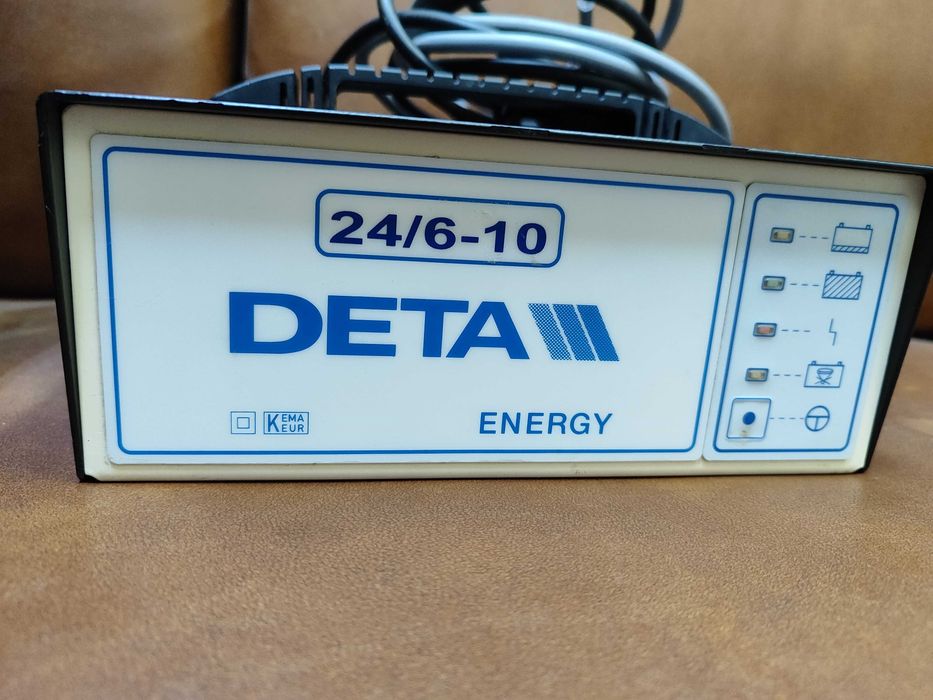 24/6-10
DETA
KEMA
KEUR
ENERGY